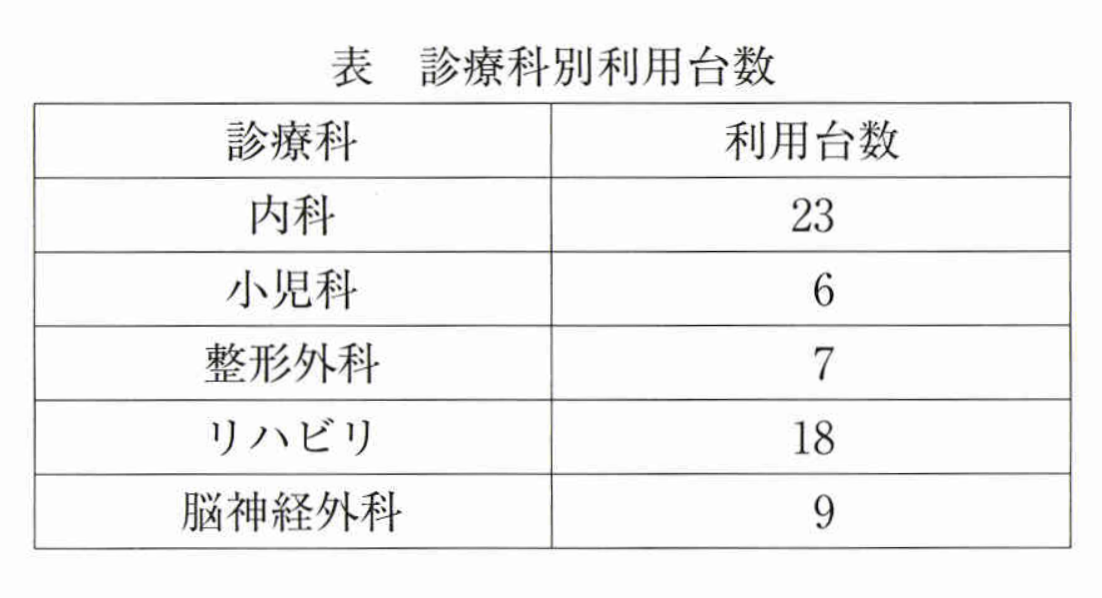 表　診療科別利用台数
診療科　利用台数
内科　23
小児科　6
整形外科　7
リハビリ　18
脳神経外科　9